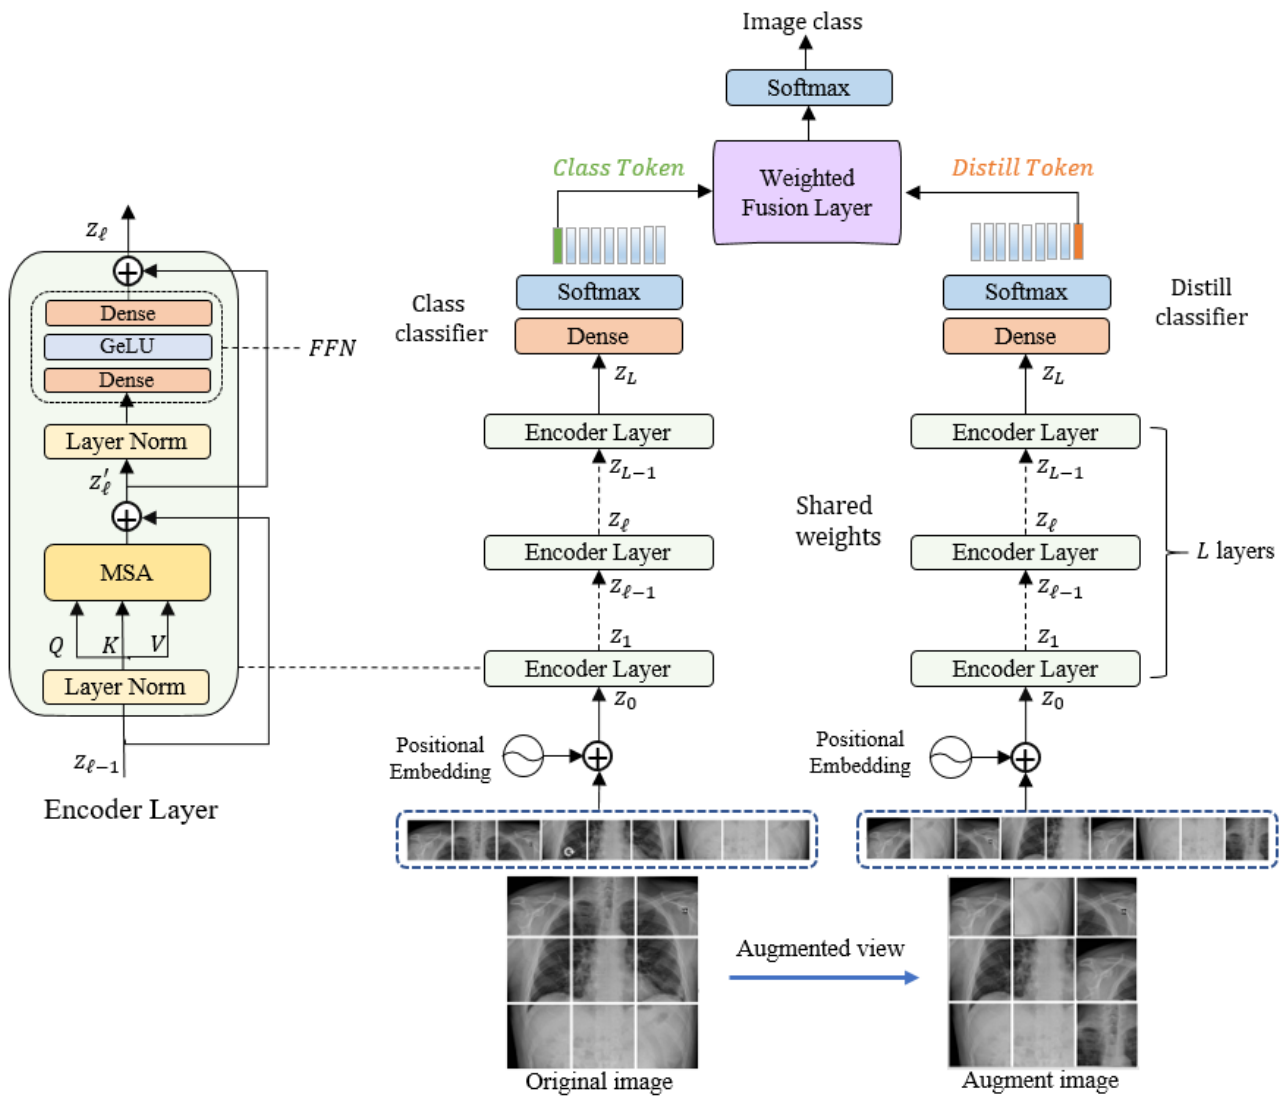 Image class
Softmax
Class Token
Weighted
Fusion Layer
Distill Token
Softmax
Dense
Class
classifier
Softmax
Dense
Distill
classifier
z_ℓ
Dense
GeLU
Dense
FFN
Layer Norm
z′_ℓ
MSA
Q K V
Layer Norm
z_{ℓ−1}
Encoder Layer
z_L
Encoder Layer
z_{L−1}
z_ℓ
Encoder Layer
z_{ℓ−1}
z_1
Encoder Layer
z_0
Positional
Embedding
Shared
weights
z_L
Encoder Layer
z_{L−1}
z_ℓ
Encoder Layer
z_{ℓ−1}
z_1
Encoder Layer
z_0
L layers
Positional
Embedding
Augmented view
Original image
Augment image